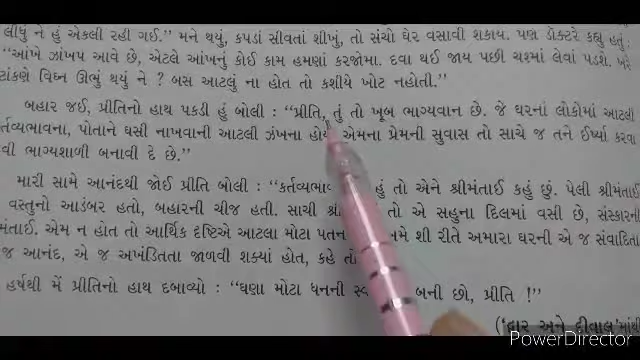 લીધું ને હું એકલી રહી ગઈ.” મને થયું, કપડાં સીવતાં શીખું, તો સંચો ઘેર વસાવી શકાય. પણ ડૉક્ટરે કહ્યું હતું :
“આંખે ઝાંખપ આવે છે, એટલે આંખનું કોઈ કામ હમણાં કરજોમા. દવા થઈ જાય પછી ચશ્માં લેવાં પડશે. ખરે
ટાંકણે વિઘ્ન ઊભું થયું ને ? બસ આટલું ના હોત તો કશીયે ખોટ નહોતી.”
બહાર જઈ, પ્રીતિનો હાથ પકડી હું બોલી : “પ્રીતિ, તું તો ખૂબ ભાગ્યવાન છે. જે ઘરનાં લોકોમાં આટલી
ર્તવ્યભાવના, પોતાને ઘસી નાખવાની આટલી ઝંખના હોય એમના પ્રેમની સુવાસ તો સાચે જ તને ઈર્ષ્યા કરવા
વી ભાગ્યશાળી બનાવી દે છે.”
મારી સામે આનંદથી જોઈ પ્રીતિ બોલી : “કર્તવ્યભાવ હું તો એને શ્રીમંતાઈ કહું છું. પેલી શ્રીમંતાઈ
વસ્તુનો આડંબર હતો, બહારની ચીજ હતી. સાચી શ્રી તો એ સહુના દિલમાં વસી છે, સંસ્કારની
મંતાઈ. એમ ન હોત તો આર્થિક દૃષ્ટિએ આટલા મોટા પતન મે શી રીતે અમારા ઘરની એ જ સંવાદિતા
જ આનંદ, એ જ અખંડિતતા જાળવી શક્યાં હોત, કહે તો
હર્ષથી મેં પ્રીતિનો હાથ દબાવ્યો : “ઘણા મોટા ધનની સ્વ બની છો, પ્રીતિ !”
(‘દ્વાર અને દીવાલ’માંથી
PowerDirector